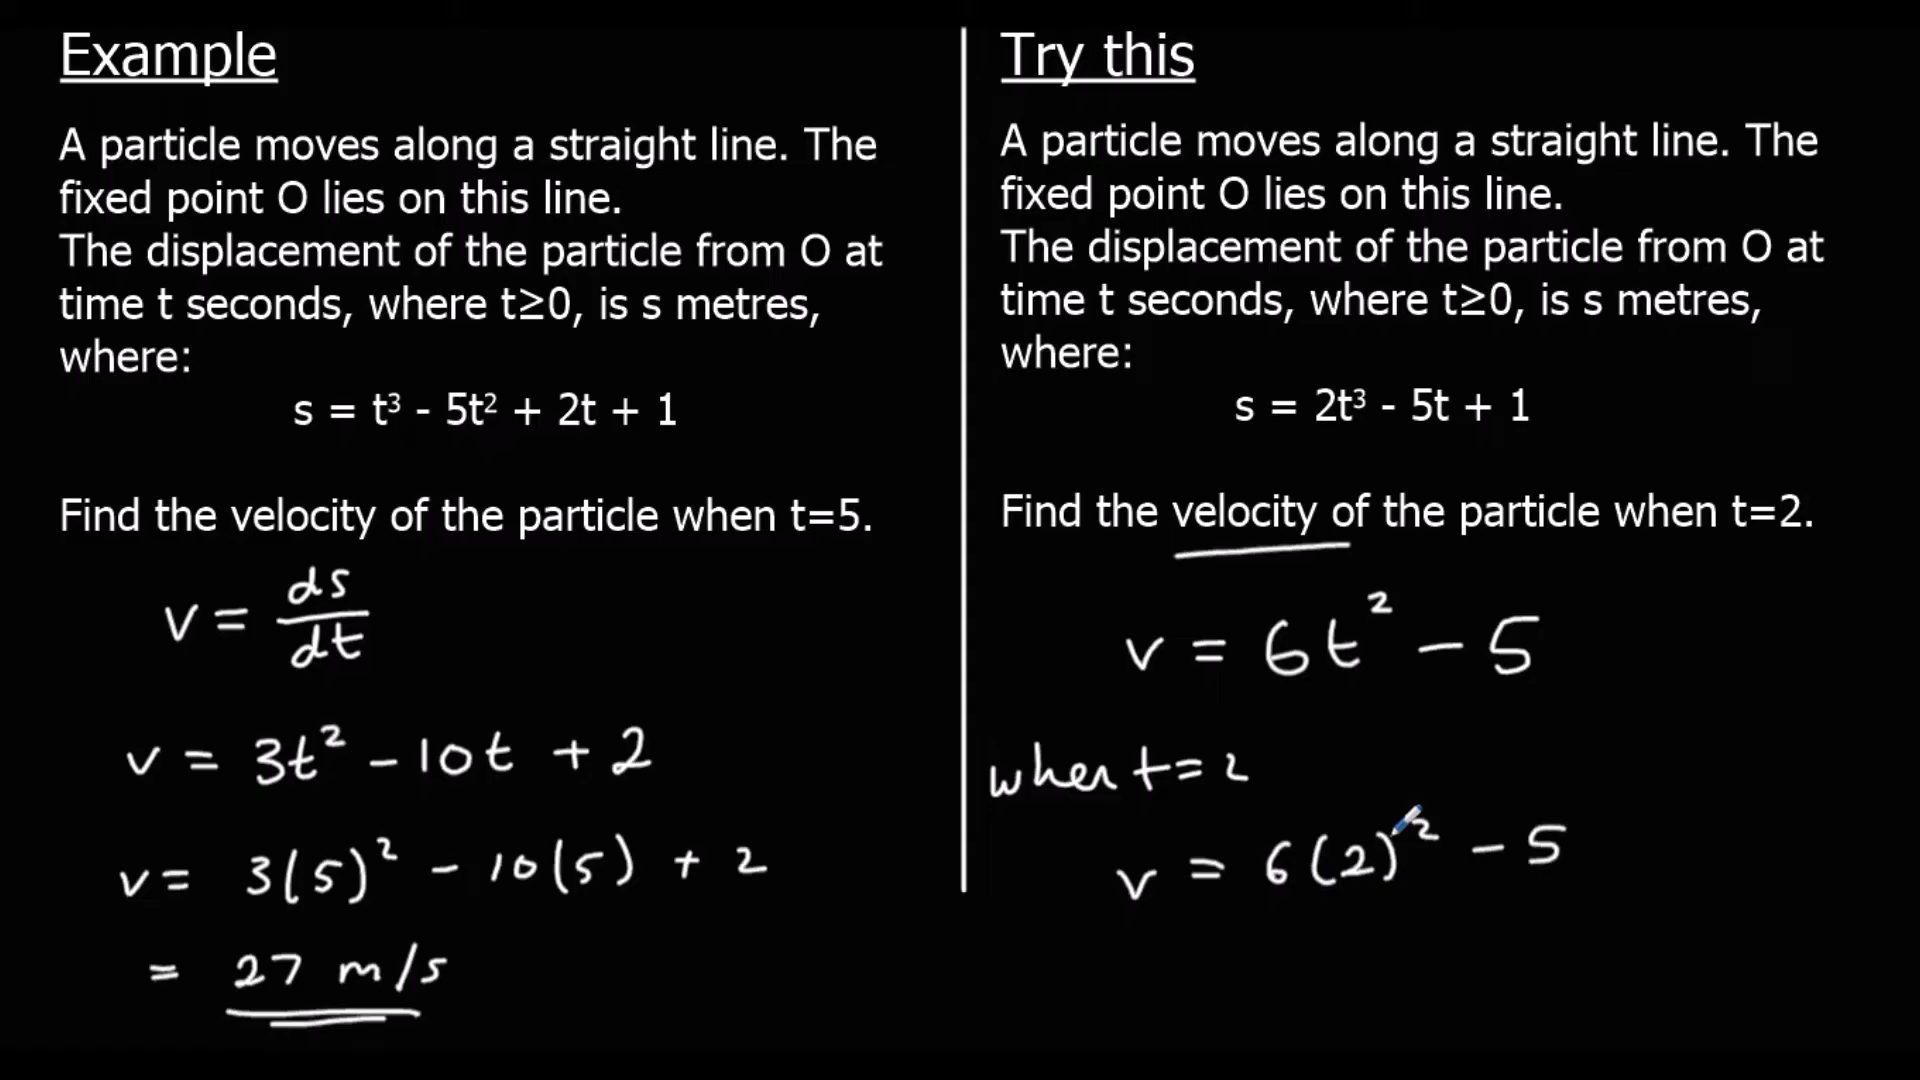 Example
A particle moves along a straight line. The
fixed point O lies on this line.
The displacement of the particle from O at
time t seconds, where t≥0, is s metres,
where:
s = t³ - 5t² + 2t + 1
Find the velocity of the particle when t=5.
v = ds/dt
v = 3t² - 10t + 2
v = 3(5)² - 10(5) + 2
= 27 m/s
Try this
A particle moves along a straight line. The
fixed point O lies on this line.
The displacement of the particle from O at
time t seconds, where t≥0, is s metres,
where:
s = 2t³ - 5t + 1
Find the velocity of the particle when t=2.
v = 6t² - 5
when t = 2
v = 6(2)² - 5